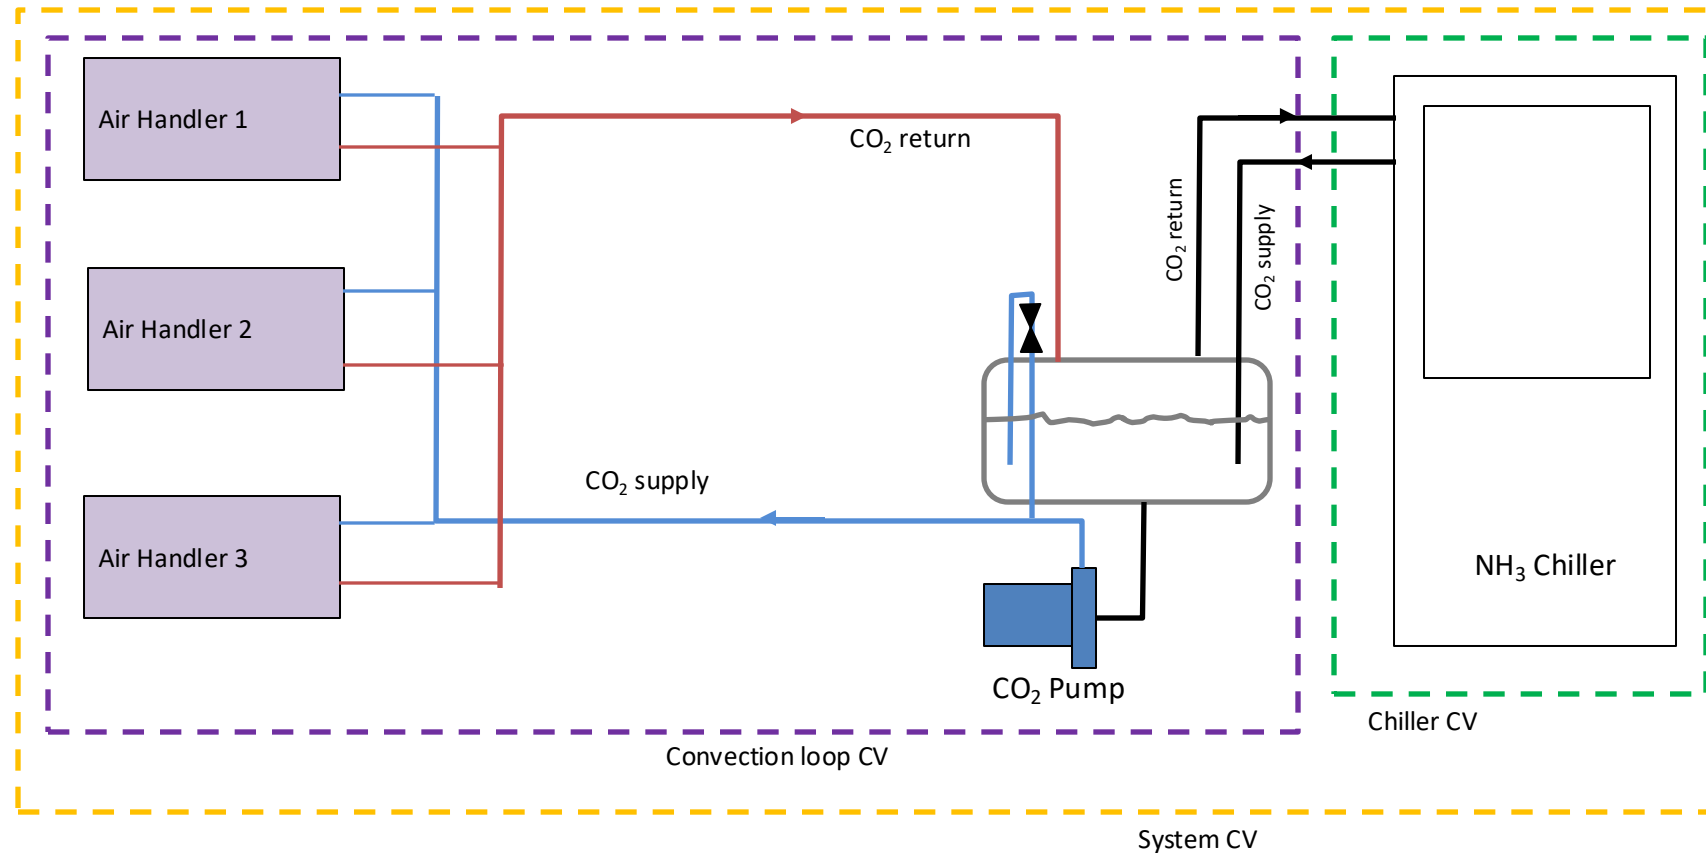 Air Handler 1
CO₂ return
CO₂ return
CO₂ supply
Air Handler 2
CO₂ supply
Air Handler 3
NH₃ Chiller
CO₂ Pump
Chiller CV
Convection loop CV
System CV